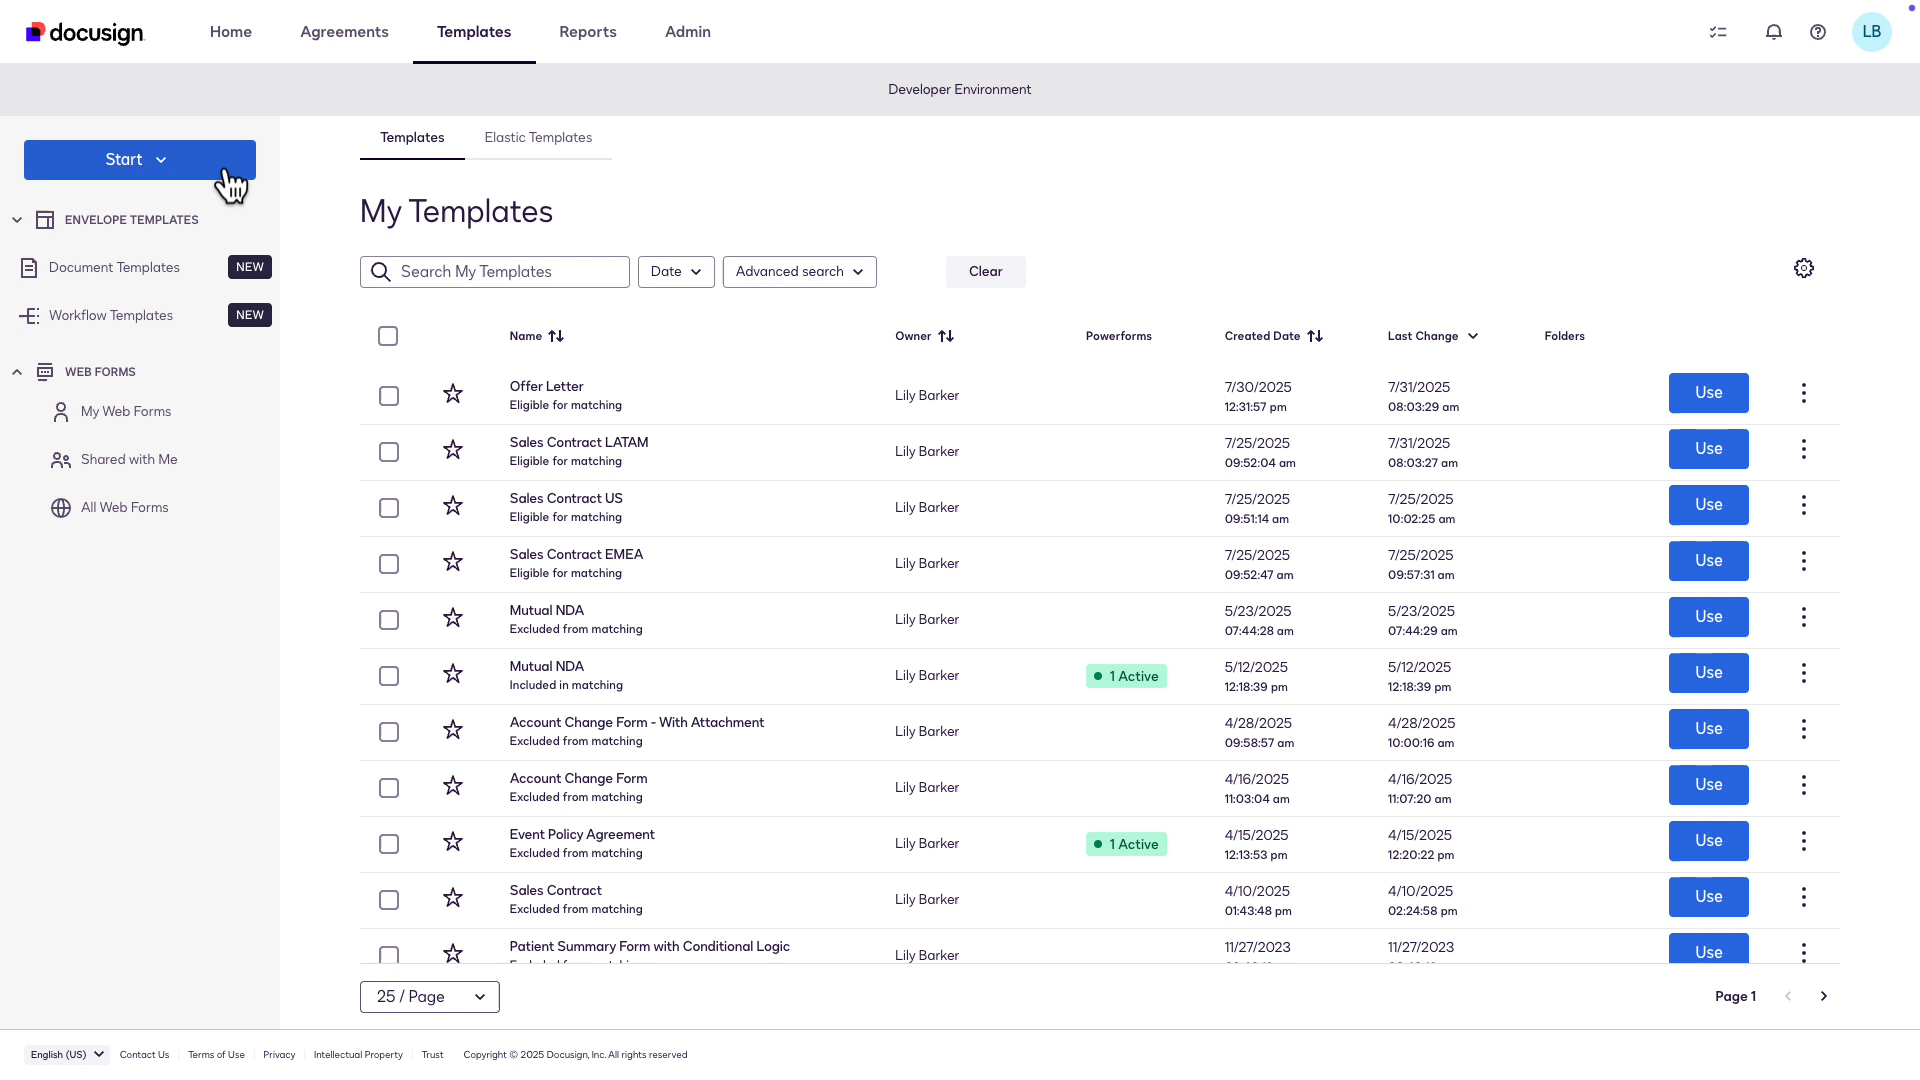 docusign
Home
Agreements
Templates
Reports
Admin
LB
Developer Environment
Start
ENVELOPE TEMPLATES
Document Templates
NEW
Workflow Templates
NEW
WEB FORMS
My Web Forms
Shared with Me
All Web Forms
Templates
Elastic Templates
My Templates
Search My Templates
Date
Advanced search
Clear
Name
Owner
Powerforms
Created Date
Last Change
Folders
Offer Letter
Eligible for matching
Lily Barker
7/30/2025
12:31:57 pm
7/31/2025
08:03:29 am
Use
Sales Contract LATAM
Eligible for matching
Lily Barker
7/25/2025
09:52:04 am
7/31/2025
08:03:27 am
Use
Sales Contract US
Eligible for matching
Lily Barker
7/25/2025
09:51:14 am
7/25/2025
10:02:25 am
Use
Sales Contract EMEA
Eligible for matching
Lily Barker
7/25/2025
09:52:47 am
7/25/2025
09:57:31 am
Use
Mutual NDA
Excluded from matching
Lily Barker
5/23/2025
07:44:28 am
5/23/2025
07:44:29 am
Use
Mutual NDA
Included in matching
Lily Barker
1 Active
5/12/2025
12:18:39 pm
5/12/2025
12:18:39 pm
Use
Account Change Form - With Attachment
Excluded from matching
Lily Barker
4/28/2025
09:58:57 am
4/28/2025
10:00:16 am
Use
Account Change Form
Excluded from matching
Lily Barker
4/16/2025
11:03:04 am
4/16/2025
11:07:20 am
Use
Event Policy Agreement
Excluded from matching
Lily Barker
1 Active
4/15/2025
12:13:53 pm
4/15/2025
12:20:22 pm
Use
Sales Contract
Excluded from matching
Lily Barker
4/10/2025
01:43:48 pm
4/10/2025
02:24:58 pm
Use
Patient Summary Form with Conditional Logic
Lily Barker
11/27/2023
11/27/2023
Use
25 / Page
Page 1
English (US)
Contact Us
Terms of Use
Privacy
Intellectual Property
Trust
Copyright © 2025 Docusign, Inc. All rights reserved